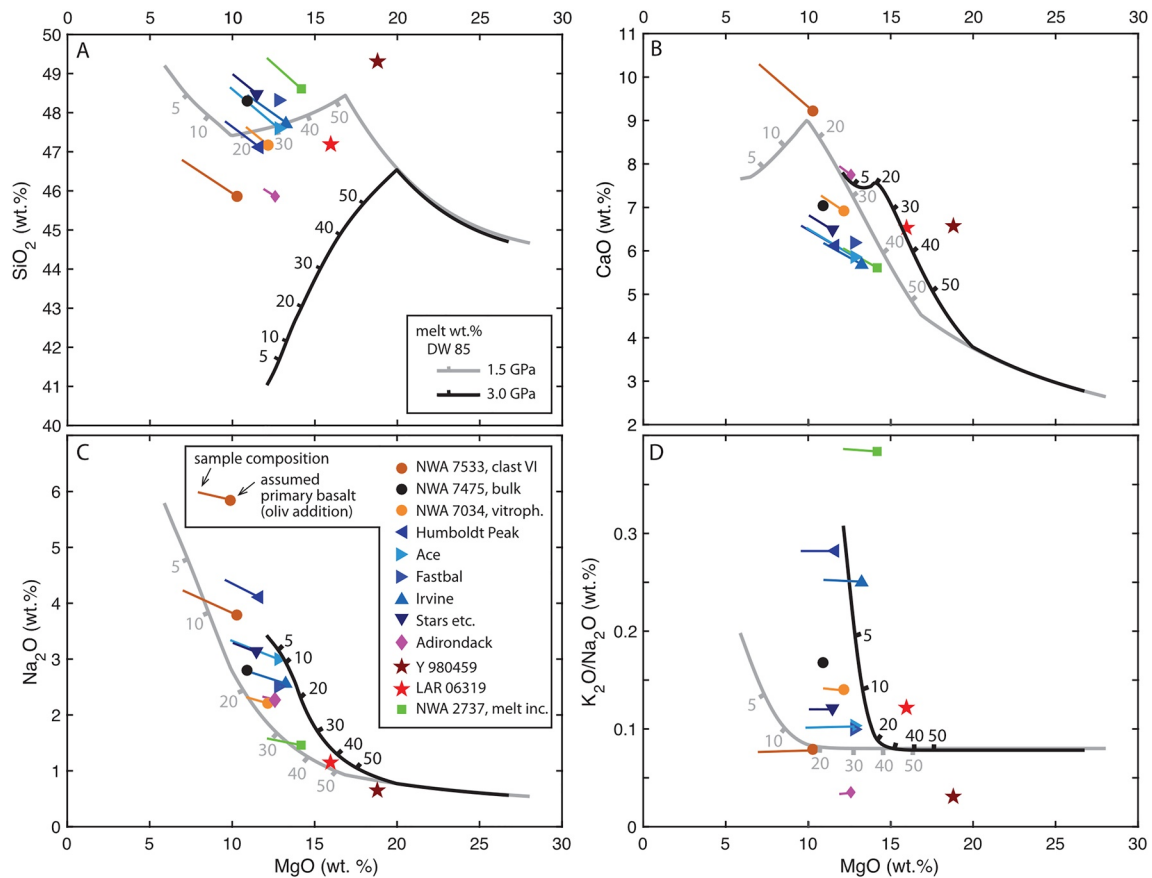 0 5 10 15 20 25 30
0 5 10 15 20 25 30
A
50
49
48
47
46
45
44
43
42
41
40
SiO2 (wt.%)
5
10
20
30
40
50
50
40
30
20
10
5
melt wt.%
DW 85
1.5 GPa
3.0 GPa
B
11
10
9
8
7
6
5
4
3
2
CaO (wt.%)
5
10
20
30
40
50
5
20
30
40
50
C
sample composition
assumed
primary basalt
(oliv addition)
NWA 7533, clast VI
NWA 7475, bulk
NWA 7034, vitroph.
Humboldt Peak
Ace
Fastbal
Irvine
Stars etc.
Adirondack
Y 980459
LAR 06319
NWA 2737, melt inc.
6
5
4
3
2
1
0
Na2O (wt.%)
5
10
20
30
40
50
5
10
20
30
40
50
0 5 10 15 20 25 30
MgO (wt. %)
D
0.3
0.2
0.1
0
K2O/Na2O (wt.%)
5
10
20
30
40
50
5
10
20
40
50
0 5 10 15 20 25 30
MgO (wt. %)